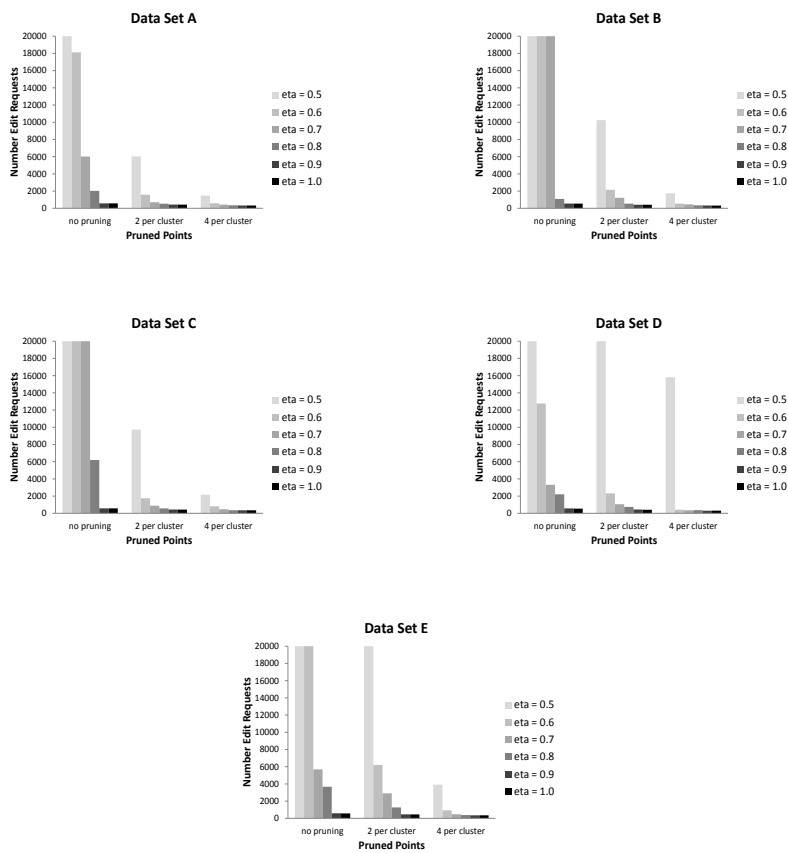 Data Set A
Number Edit Requests
20000
18000
16000
14000
12000
10000
8000
6000
4000
2000
0
no pruning
2 per cluster
4 per cluster
Pruned Points
eta = 0.5
eta = 0.6
eta = 0.7
eta = 0.8
eta = 0.9
eta = 1.0
Data Set B
Number Edit Requests
20000
18000
16000
14000
12000
10000
8000
6000
4000
2000
0
no pruning
2 per cluster
4 per cluster
Pruned Points
eta = 0.5
eta = 0.6
eta = 0.7
eta = 0.8
eta = 0.9
eta = 1.0
Data Set C
Number Edit Requests
20000
18000
16000
14000
12000
10000
8000
6000
4000
2000
0
no pruning
2 per cluster
4 per cluster
Pruned Points
eta = 0.5
eta = 0.6
eta = 0.7
eta = 0.8
eta = 0.9
eta = 1.0
Data Set D
Number Edit Requests
20000
18000
16000
14000
12000
10000
8000
6000
4000
2000
0
no pruning
2 per cluster
4 per cluster
Pruned Points
eta = 0.5
eta = 0.6
eta = 0.7
eta = 0.8
eta = 0.9
eta = 1.0
Data Set E
Number Edit Requests
20000
18000
16000
14000
12000
10000
8000
6000
4000
2000
0
no pruning
2 per cluster
4 per cluster
Pruned Points
eta = 0.5
eta = 0.6
eta = 0.7
eta = 0.8
eta = 0.9
eta = 1.0